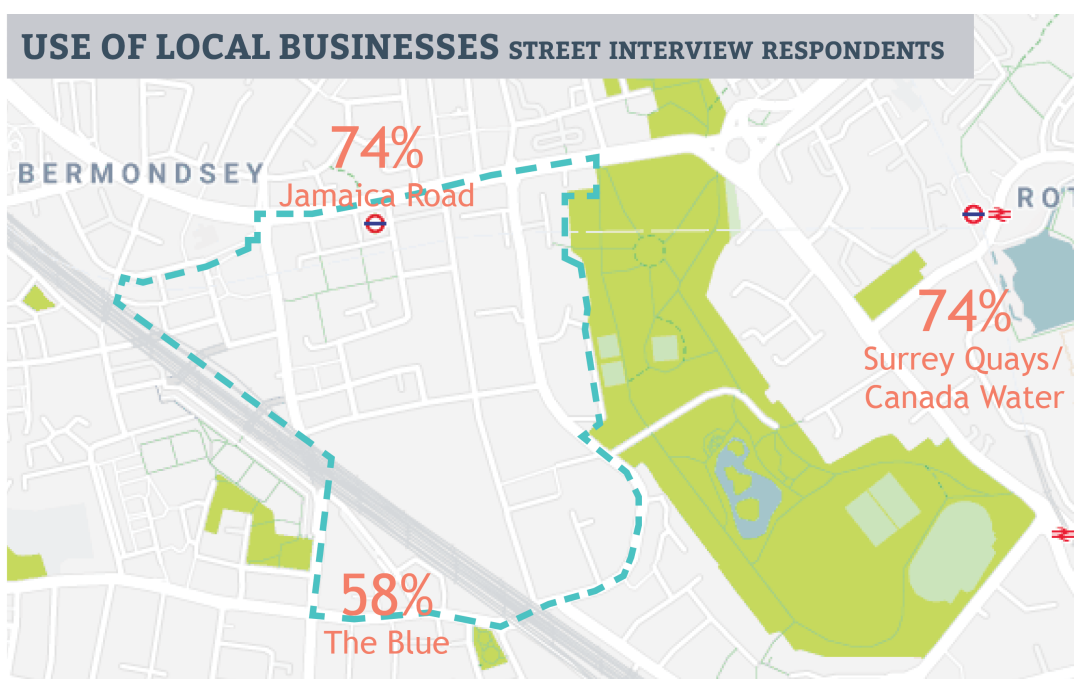 USE OF LOCAL BUSINESSES STREET INTERVIEW RESPONDENTS
74%
Jamaica Road
BERMONDSEY
ROT
74%
Surrey Quays/
Canada Water
58%
The Blue